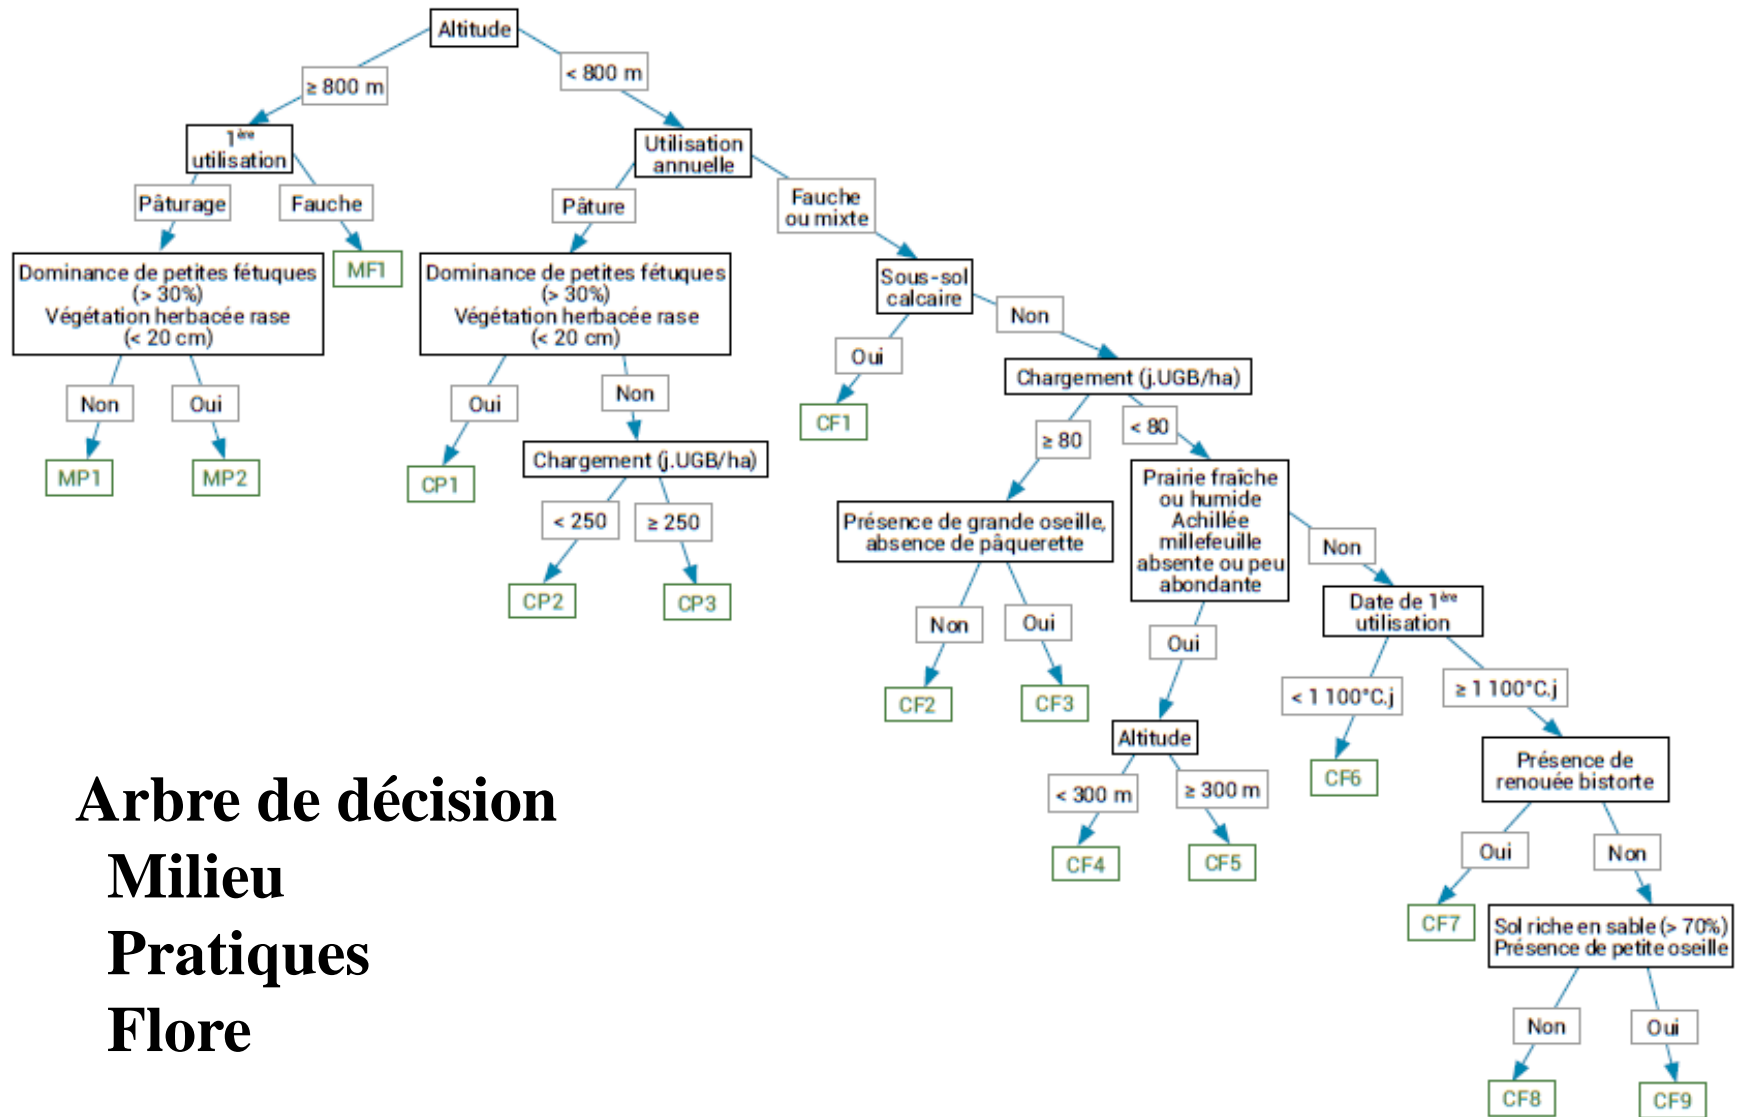 Altitude
≥ 800 m
< 800 m
1ère
utilisation
Utilisation
annuelle
Pâturage
Fauche
Pâture
Fauche
ou mixte
Dominance de petites fétuques
(> 30%)
Végétation herbacée rase
(< 20 cm)
MF1
Dominance de petites fétuques
(> 30%)
Végétation herbacée rase
(< 20 cm)
Sous-sol
calcaire
Non
Oui
Chargement (j.UGB/ha)
Non
Oui
Oui
Non
CF1
≥ 80
< 80
MP1
MP2
CP1
Chargement (j.UGB/ha)
Prairie fraîche
ou humide
Achillée
millefeuille
absente ou peu
abondante
< 250
≥ 250
Présence de grande oseille,
absence de pâquerette
Non
CP2
CP3
Non
Oui
Oui
Date de 1ère
utilisation
CF2
CF3
< 1 100°C.j
≥ 1 100°C.j
Altitude
CF6
Présence de
renouée bistorte
< 300 m
≥ 300 m
CF4
CF5
Oui
Non
CF7
Sol riche en sable (> 70%)
Présence de petite oseille
Non
Oui
CF8
CF9
Arbre de décision
Milieu
Pratiques
Flore